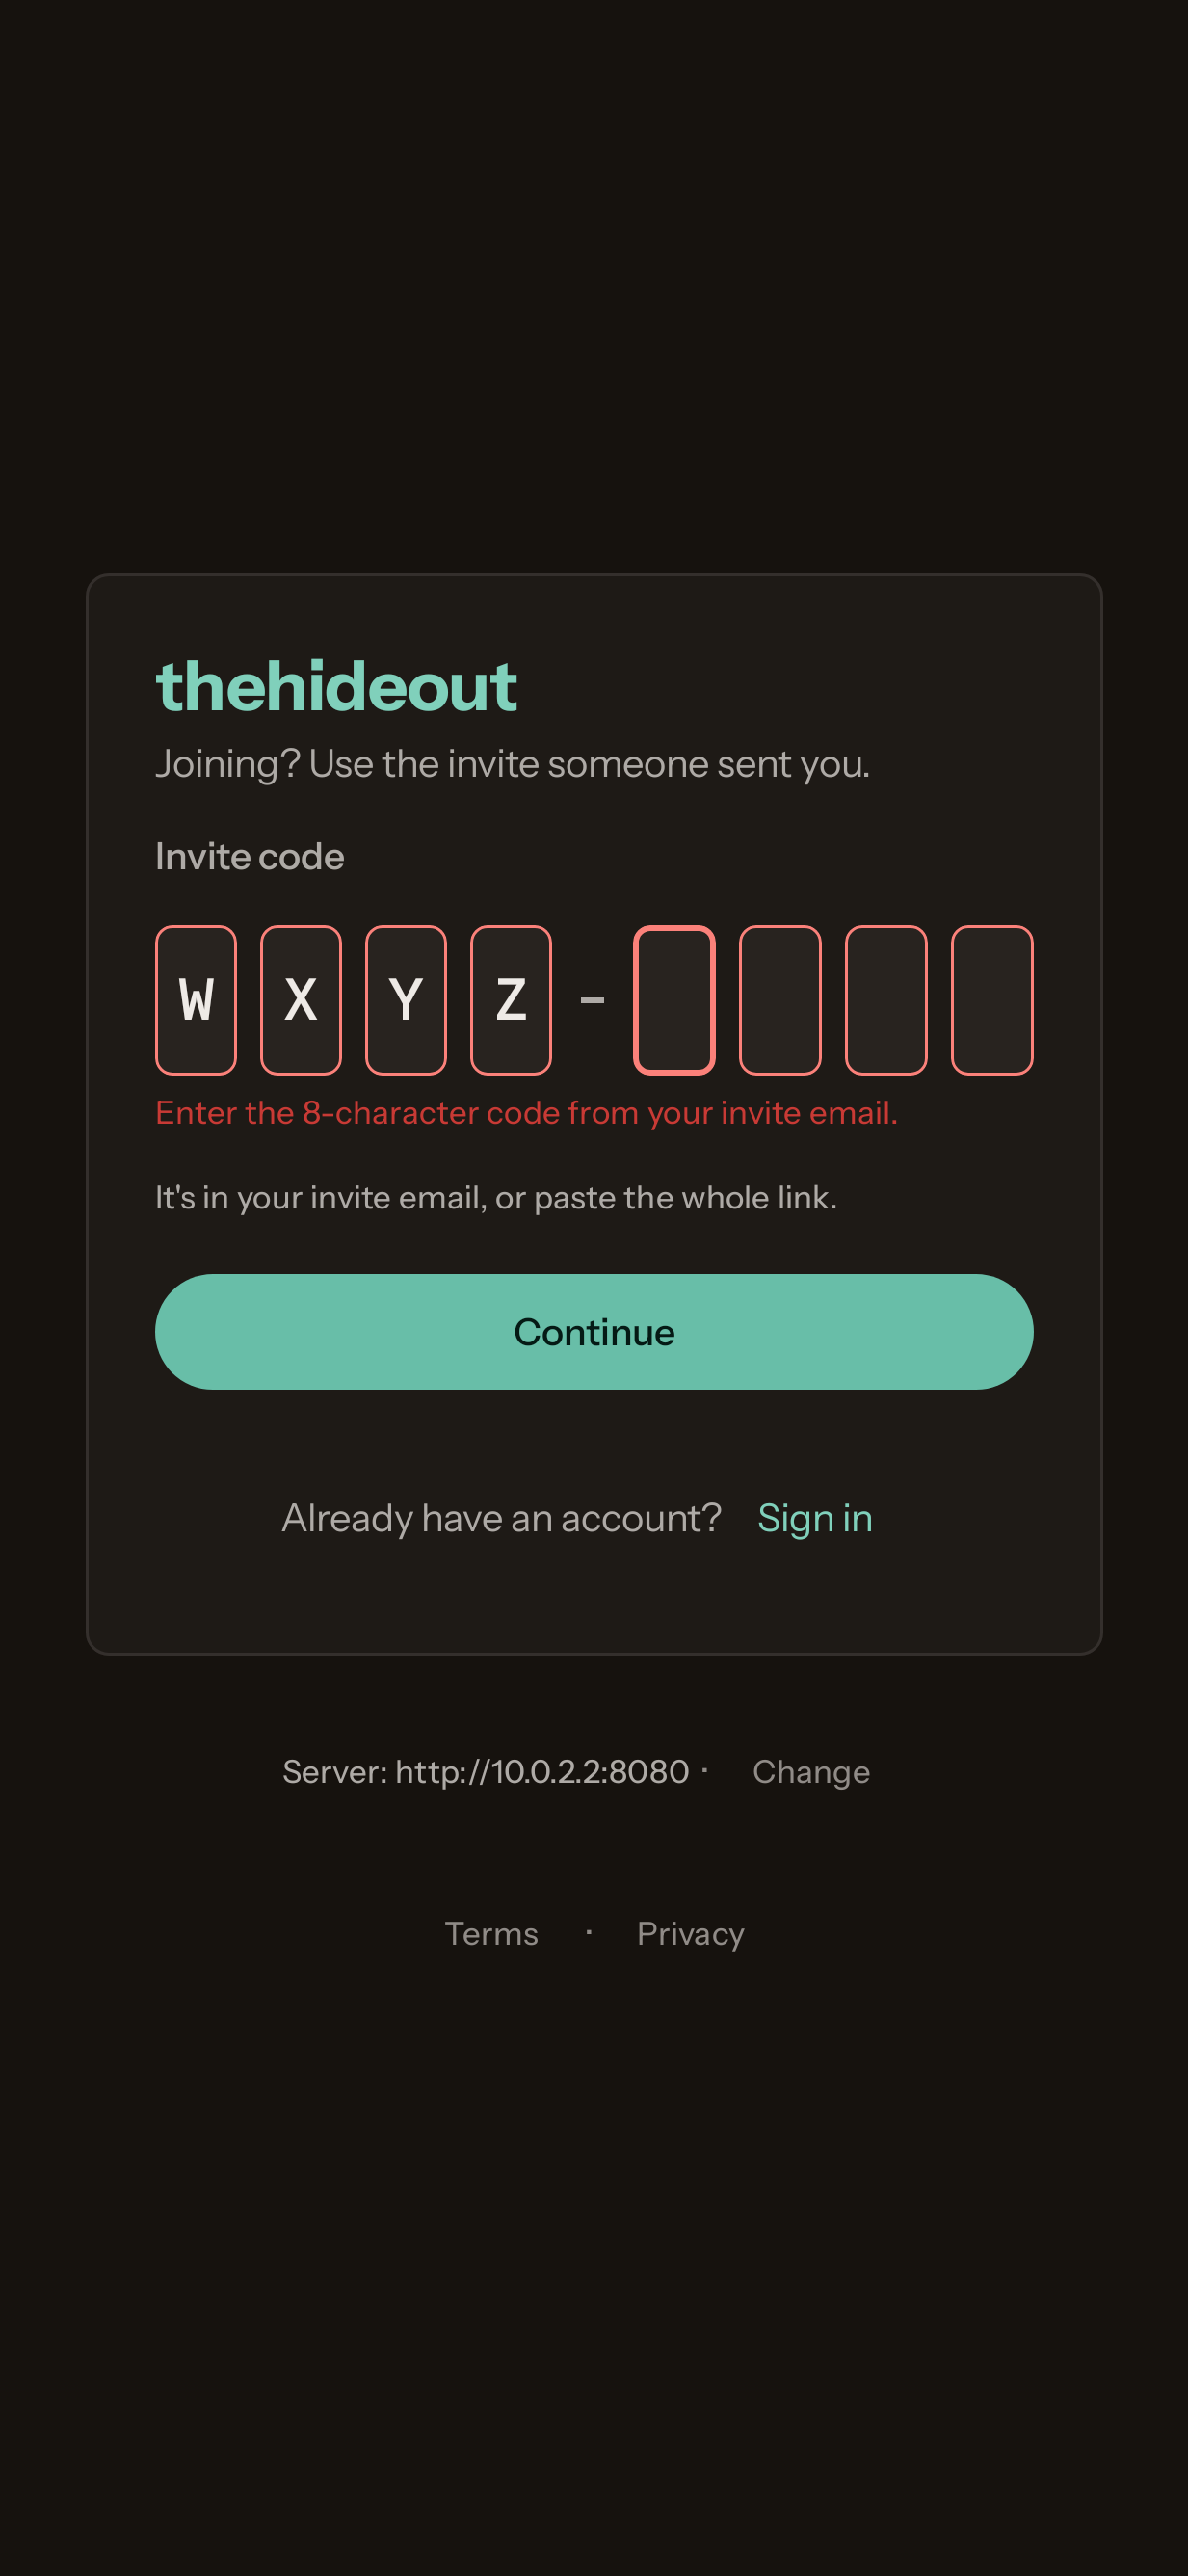 thehideout
Joining? Use the invite someone sent you.
Invite code
W X Y Z -
Enter the 8-character code from your invite email.
It's in your invite email, or paste the whole link.
Continue
Already have an account? Sign in
Server: http://10.0.2.2:8080 · Change
Terms · Privacy